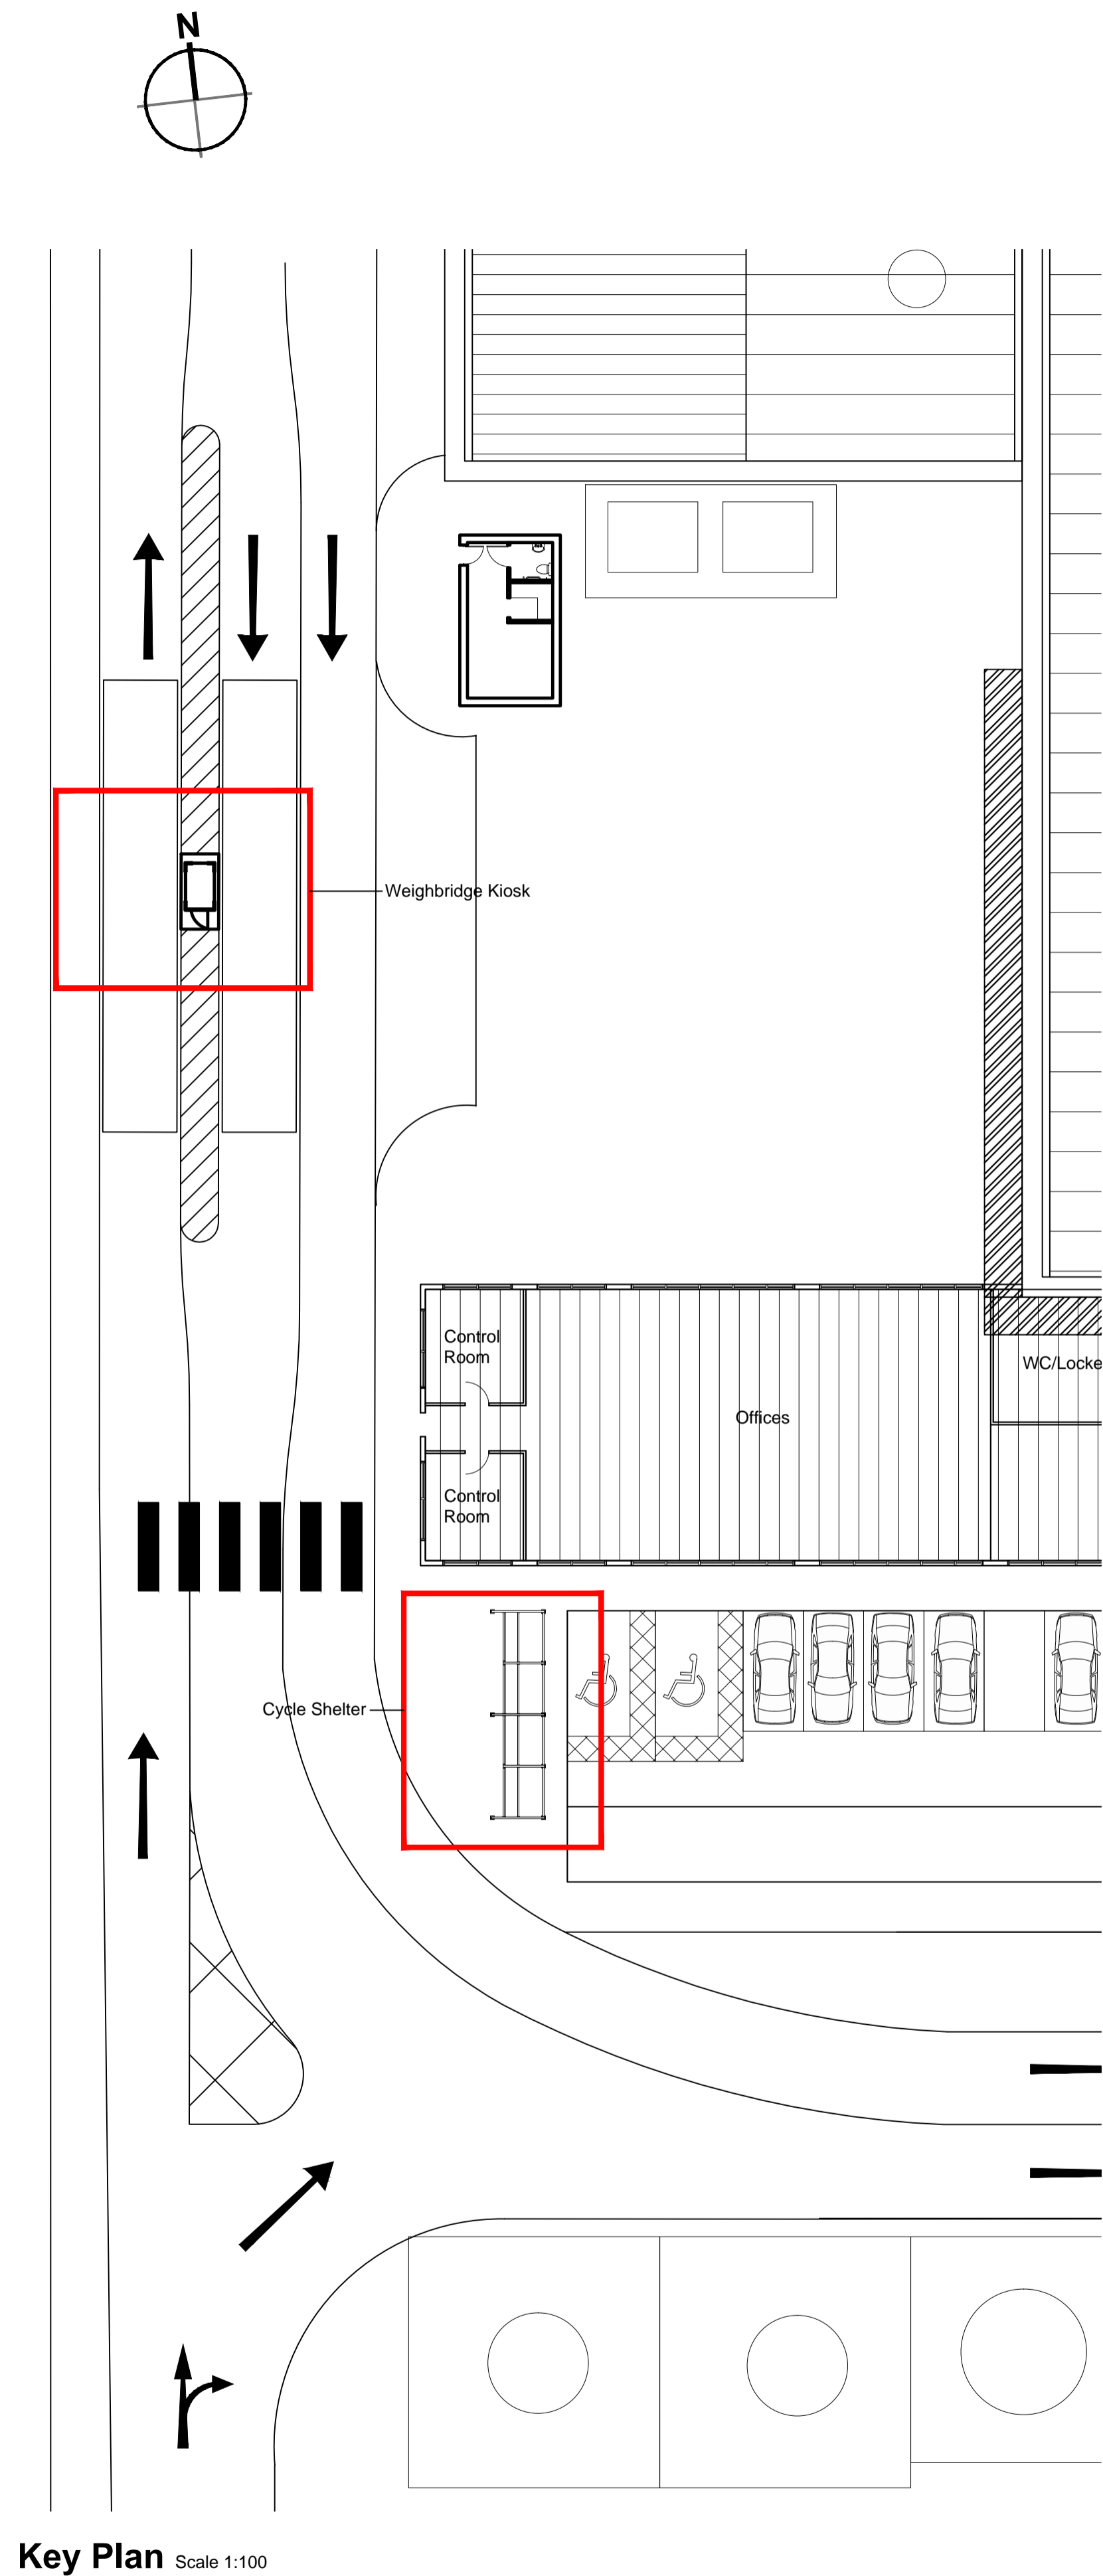 N
Weighbridge Kiosk
Control
Room
WC/Locke
Offices
Control
Room
Cycle Shelter
Key Plan Scale 1:100